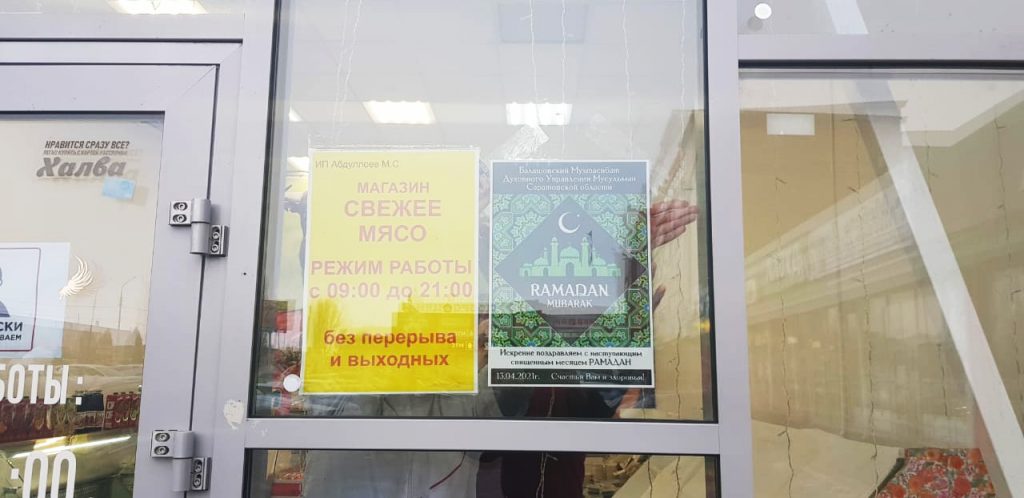 НРАВИТСЯ СРАЗУ ВСЕ?
Халва
СКИ
ВАЕМ
БОТЫ:
:00
ИП Абдуллоев М.С.
МАГАЗИН
СВЕЖЕЕ
МЯСО
РЕЖИМ РАБОТЫ
с 09:00 до 21:00
без перерыва
и выходных
Балашовский Мухтасибат
Духовного Управления Мусульман
Саратовской области
RAMADAN
MUBARAK
Искренне поздравляем с наступающим
священным месяцем РАМАДАН
13.04.2021г. Счастья Вам и здоровья!